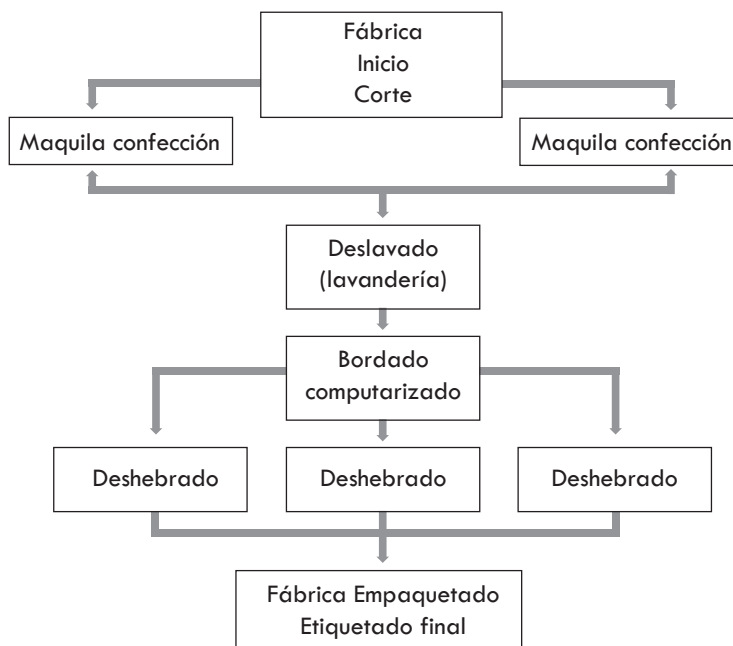 Fábrica
Inicio
Corte
Maquila confección
Maquila confección
Deslavado
(lavandería)
Bordado
computarizado
Deshebrado
Deshebrado
Deshebrado
Fábrica Empaquetado
Etiquetado final